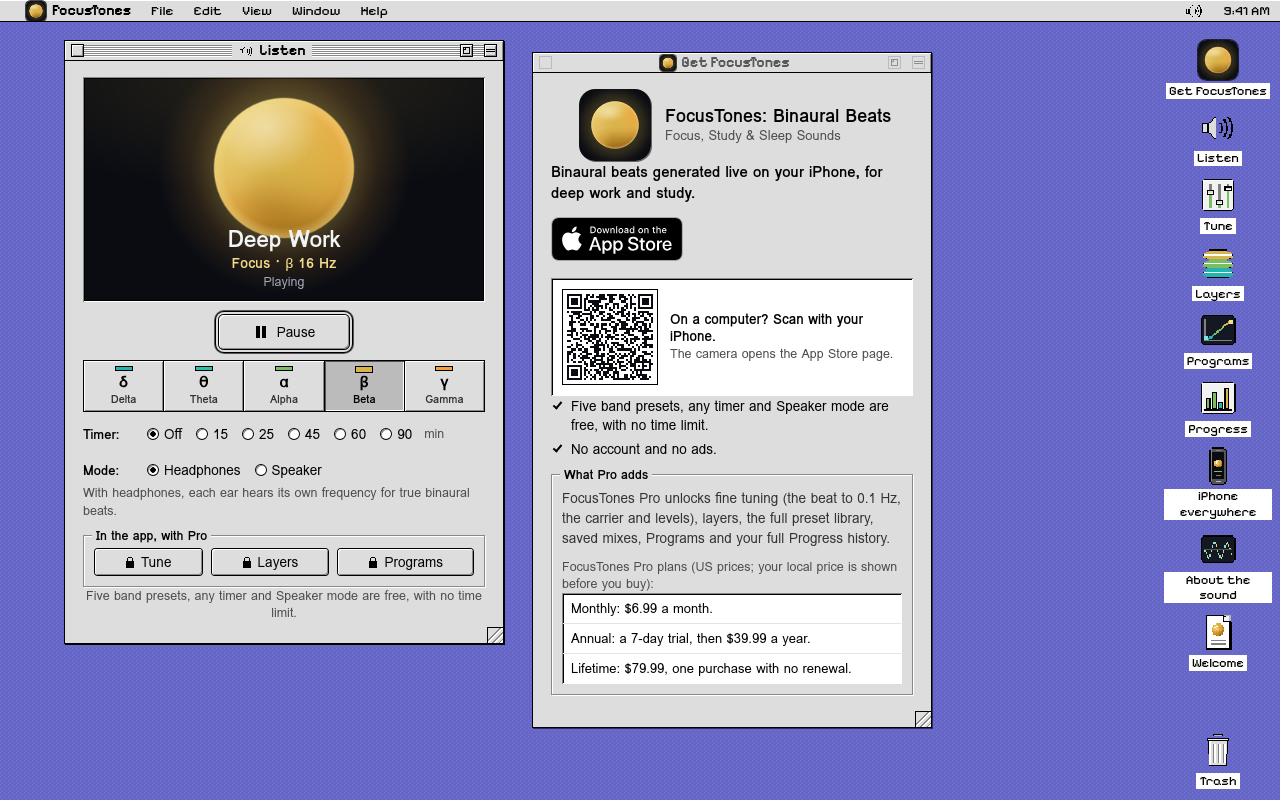 FocusTones File Edit View Window Help 9:41 AM
Listen
Deep Work
Focus · β 16 Hz
Playing
Pause
δ θ α β γ
Delta Theta Alpha Beta Gamma
Timer: Off 15 25 45 60 90 min
Mode: Headphones Speaker
With headphones, each ear hears its own frequency for true binaural
beats.
In the app, with Pro
Tune Layers Programs
Five band presets, any timer and Speaker mode are free, with no time
limit.
Get FocusTones
FocusTones: Binaural Beats
Focus, Study & Sleep Sounds
Binaural beats generated live on your iPhone, for
deep work and study.
Download on the
App Store
On a computer? Scan with your
iPhone.
The camera opens the App Store page.
Five band presets, any timer and Speaker mode are
free, with no time limit.
No account and no ads.
What Pro adds
FocusTones Pro unlocks fine tuning (the beat to 0.1 Hz,
the carrier and levels), layers, the full preset library,
saved mixes, Programs and your full Progress history.
FocusTones Pro plans (US prices; your local price is shown
before you buy):
Monthly: $6.99 a month.
Annual: a 7-day trial, then $39.99 a year.
Lifetime: $79.99, one purchase with no renewal.
Get FocusTones
Listen
Tune
Layers
Programs
Progress
iPhone
everywhere
About the
sound
Welcome
Trash